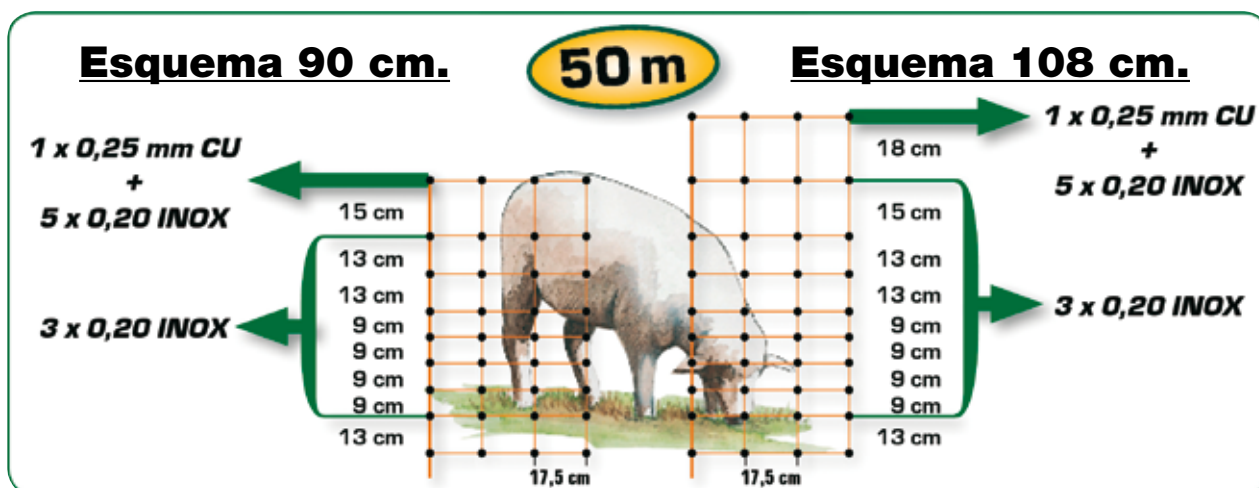 Esquema 90 cm.
50 m
Esquema 108 cm.
1 x 0,25 mm CU
+
5 x 0,20 INOX
15 cm
13 cm
13 cm
9 cm
9 cm
9 cm
9 cm
13 cm
3 x 0,20 INOX
17,5 cm
18 cm
15 cm
13 cm
13 cm
9 cm
9 cm
9 cm
9 cm
13 cm
17,5 cm
1 x 0,25 mm CU
+
5 x 0,20 INOX
3 x 0,20 INOX